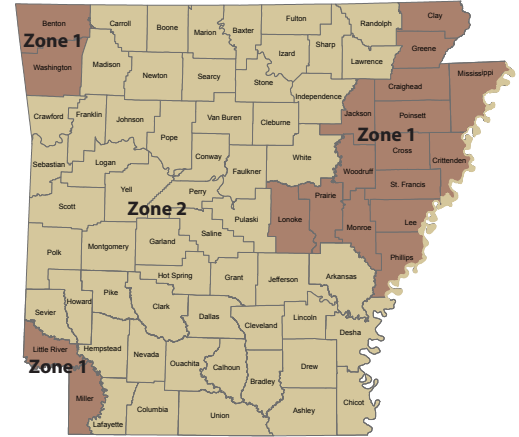 Benton
Carroll
Boone
Marion
Baxter
Fulton
Randolph
Clay
Zone 1
Izard
Sharp
Greene
Washington
Madison
Newton
Searcy
Stone
Lawrence
Mississippi
Independence
Craighead
Crawford
Franklin
Johnson
Pope
Van Buren
Cleburne
Jackson
Poinsett
Zone 1
Sebastian
Logan
Conway
Faulkner
White
Woodruff
Cross
Crittenden
St. Francis
Scott
Yell
Perry
Zone 2
Pulaski
Lonoke
Prairie
Monroe
Lee
Polk
Montgomery
Garland
Saline
Phillips
Hot Spring
Grant
Jefferson
Arkansas
Sevier
Howard
Pike
Clark
Dallas
Cleveland
Lincoln
Desha
Little River
Zone 1
Hempstead
Nevada
Ouachita
Calhoun
Bradley
Drew
Miller
Lafayette
Columbia
Union
Ashley
Chicot